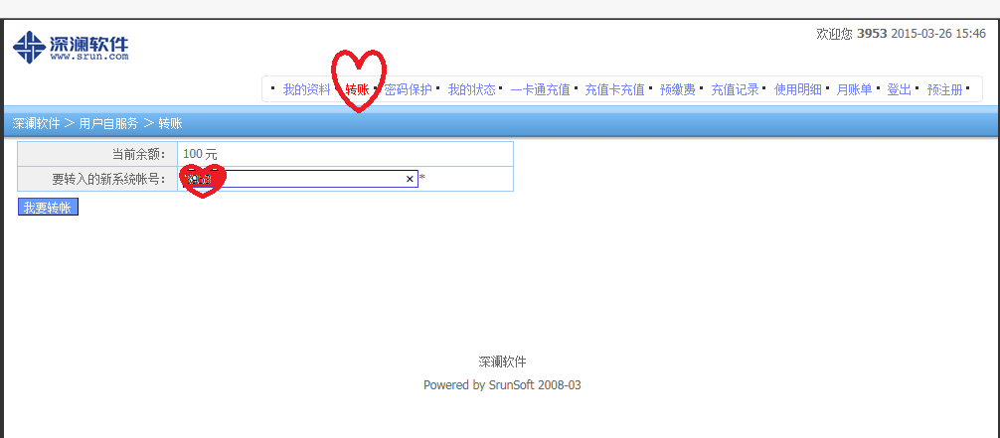 深澜软件
www.srun.com
欢迎您 3953 2015-03-26 15:46
· 我的资料 · 转账 · 密码保护 · 我的状态 · 一卡通充值 · 充值卡充值 · 预缴费 · 充值记录 · 使用明细 · 月账单 · 登出 · 预注册 ·
深澜软件 > 用户自服务 > 转账
当前余额: 100 元
要转入的新系统帐号: × *
我要转帐
深澜软件
Powered by SrunSoft 2008-03